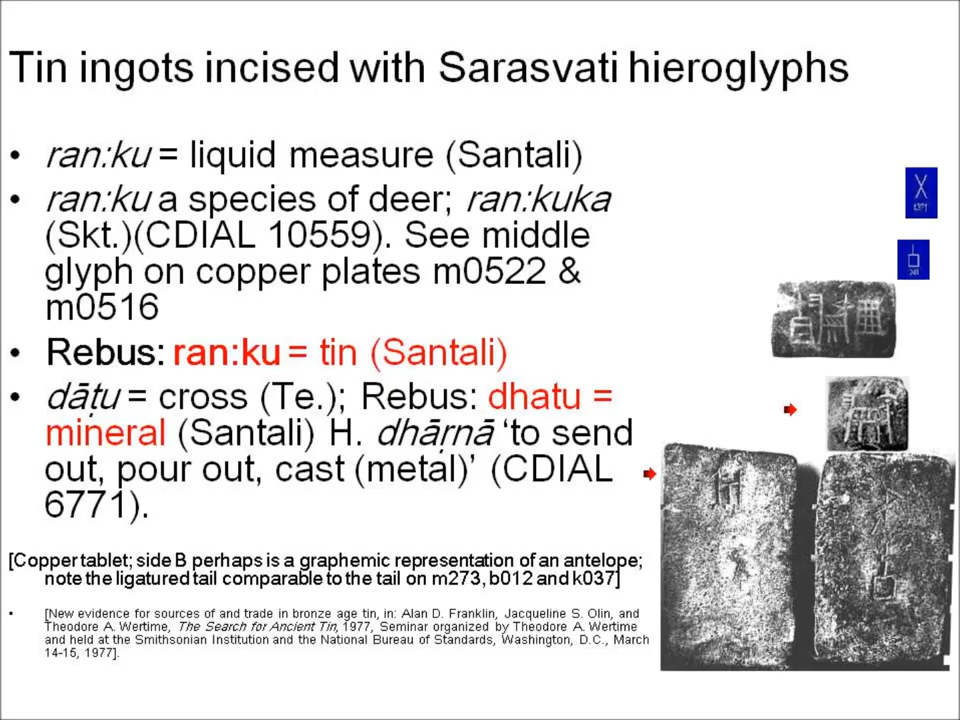 Tin ingots incised with Sarasvati hieroglyphs
• ran:ku = liquid measure (Santali)
• ran:ku a species of deer; ran:kuka
(Skt.)(CDIAL 10559). See middle
glyph on copper plates m0522 &
m0516
• Rebus: ran:ku = tin (Santali)
• dāṭu = cross (Te.); Rebus: dhatu =
mineral (Santali) H. dhāṛnā ‘to send
out, pour out, cast (metal)’ (CDIAL
6771).
[Copper tablet; side B perhaps is a graphemic representation of an antelope;
note the ligatured tail comparable to the tail on m273, b012 and k037]
• [New evidence for sources of and trade in bronze age tin, in: Alan D. Franklin, Jacqueline S. Olin, and
Theodore A. Wertime, The Search for Ancient Tin, 1977, Seminar organized by Theodore A. Wertime
and held at the Smithsonian Institution and the National Bureau of Standards, Washington, D.C., March
14-15, 1977].